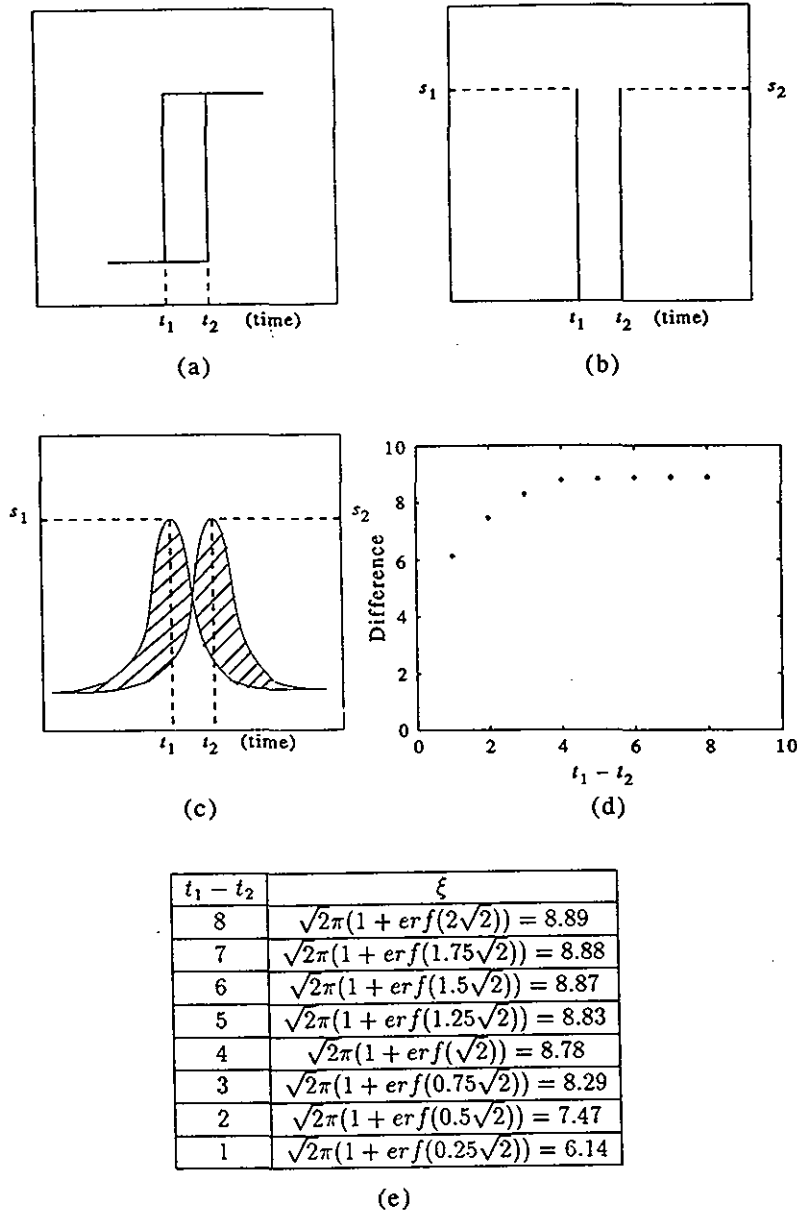 s₁ s₂
t₁ t₂ (time) t₁ t₂ (time)
(a) (b)
s₁ s₂
t₁ t₂ (time)
(c)
Difference
10
8
6
4
2
0
0 2 4 6 8 10
t₁ − t₂
(d)
t₁ − t₂ ξ
8 √2π(1 + erf(2√2)) = 8.89
7 √2π(1 + erf(1.75√2)) = 8.88
6 √2π(1 + erf(1.5√2)) = 8.87
5 √2π(1 + erf(1.25√2)) = 8.83
4 √2π(1 + erf(√2)) = 8.78
3 √2π(1 + erf(0.75√2)) = 8.29
2 √2π(1 + erf(0.5√2)) = 7.47
1 √2π(1 + erf(0.25√2)) = 6.14
(e)